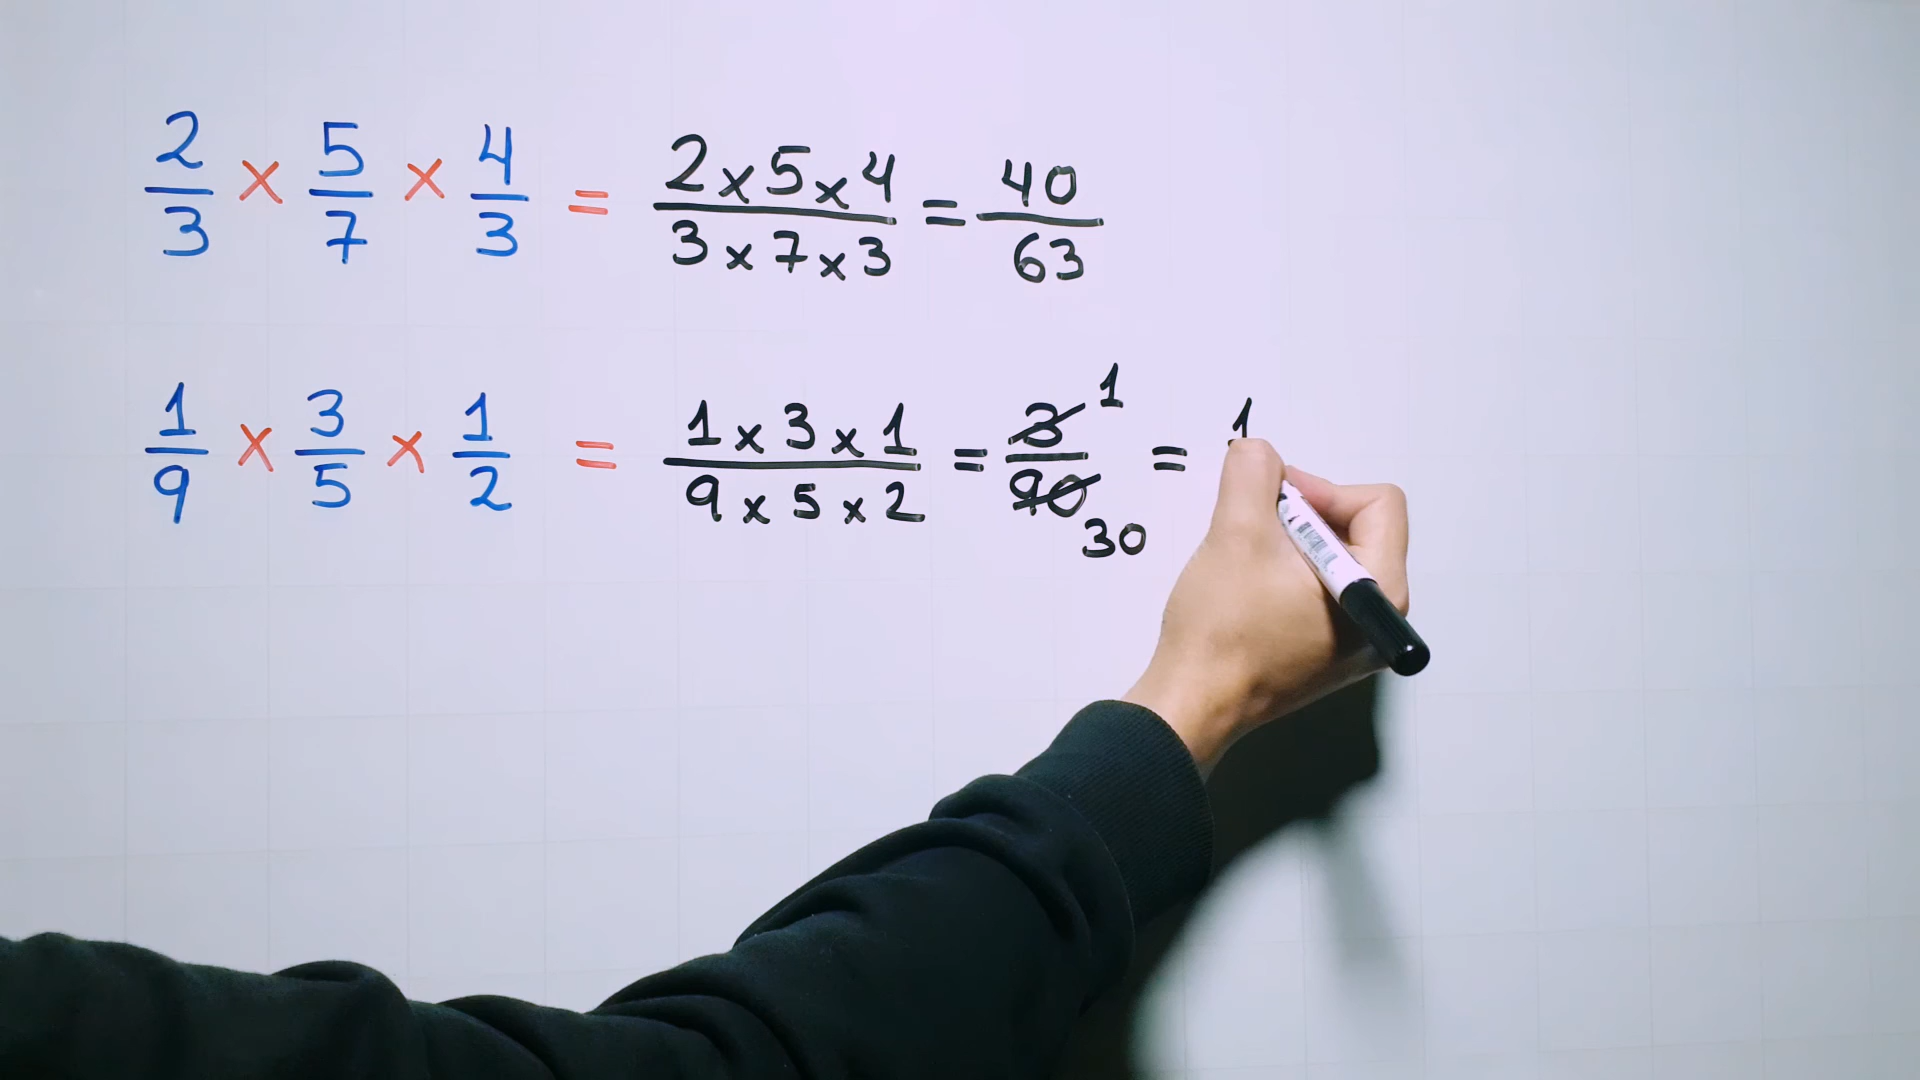 2/3 × 5/7 × 4/3 = 2×5×4/3×7×3 = 40/63
1/9 × 3/5 × 1/2 = 1×3×1/9×5×2 = 3/90 1 30 = 1